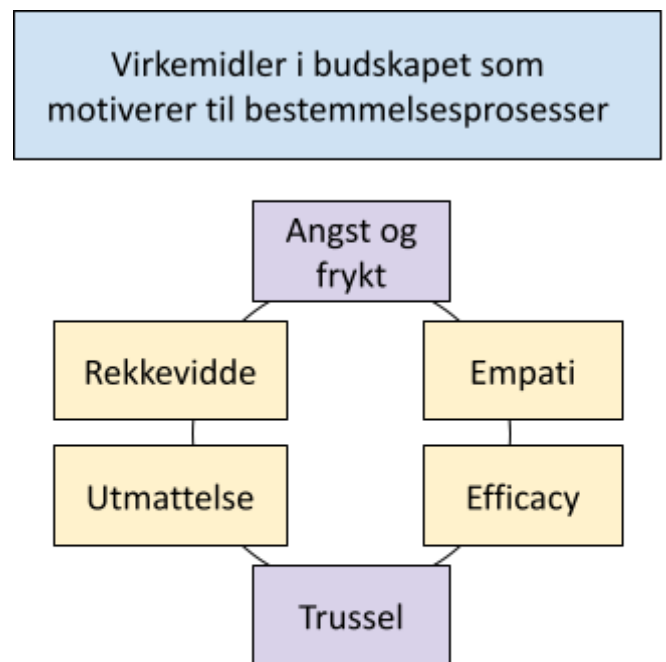 Virkemidler i budskapet som
motiverer til bestemmelsesprosesser
Angst og
frykt
Rekkevidde
Empati
Utmattelse
Efficacy
Trussel